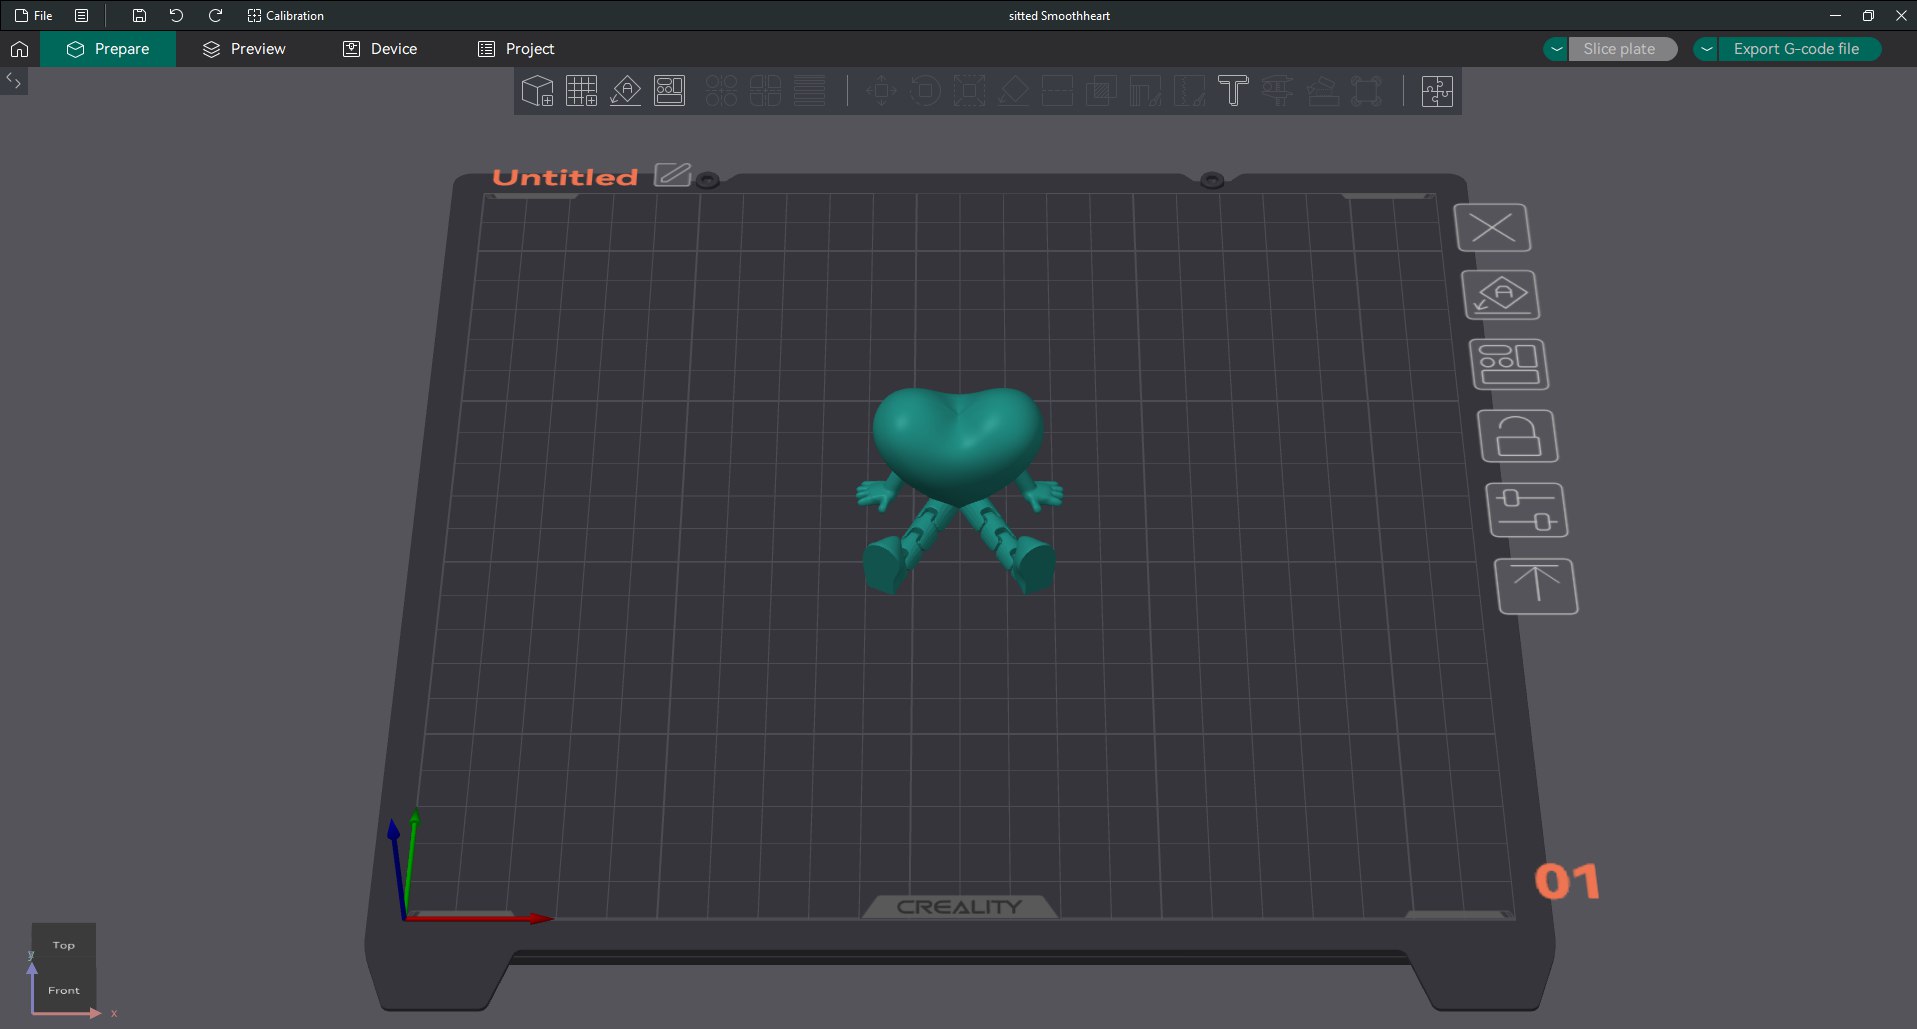 File
Calibration
sitted Smoothheart
Prepare
Preview
Device
Project
Slice plate
Export G-code file
Untitled
CREALITY
01
Top
Front
y
x